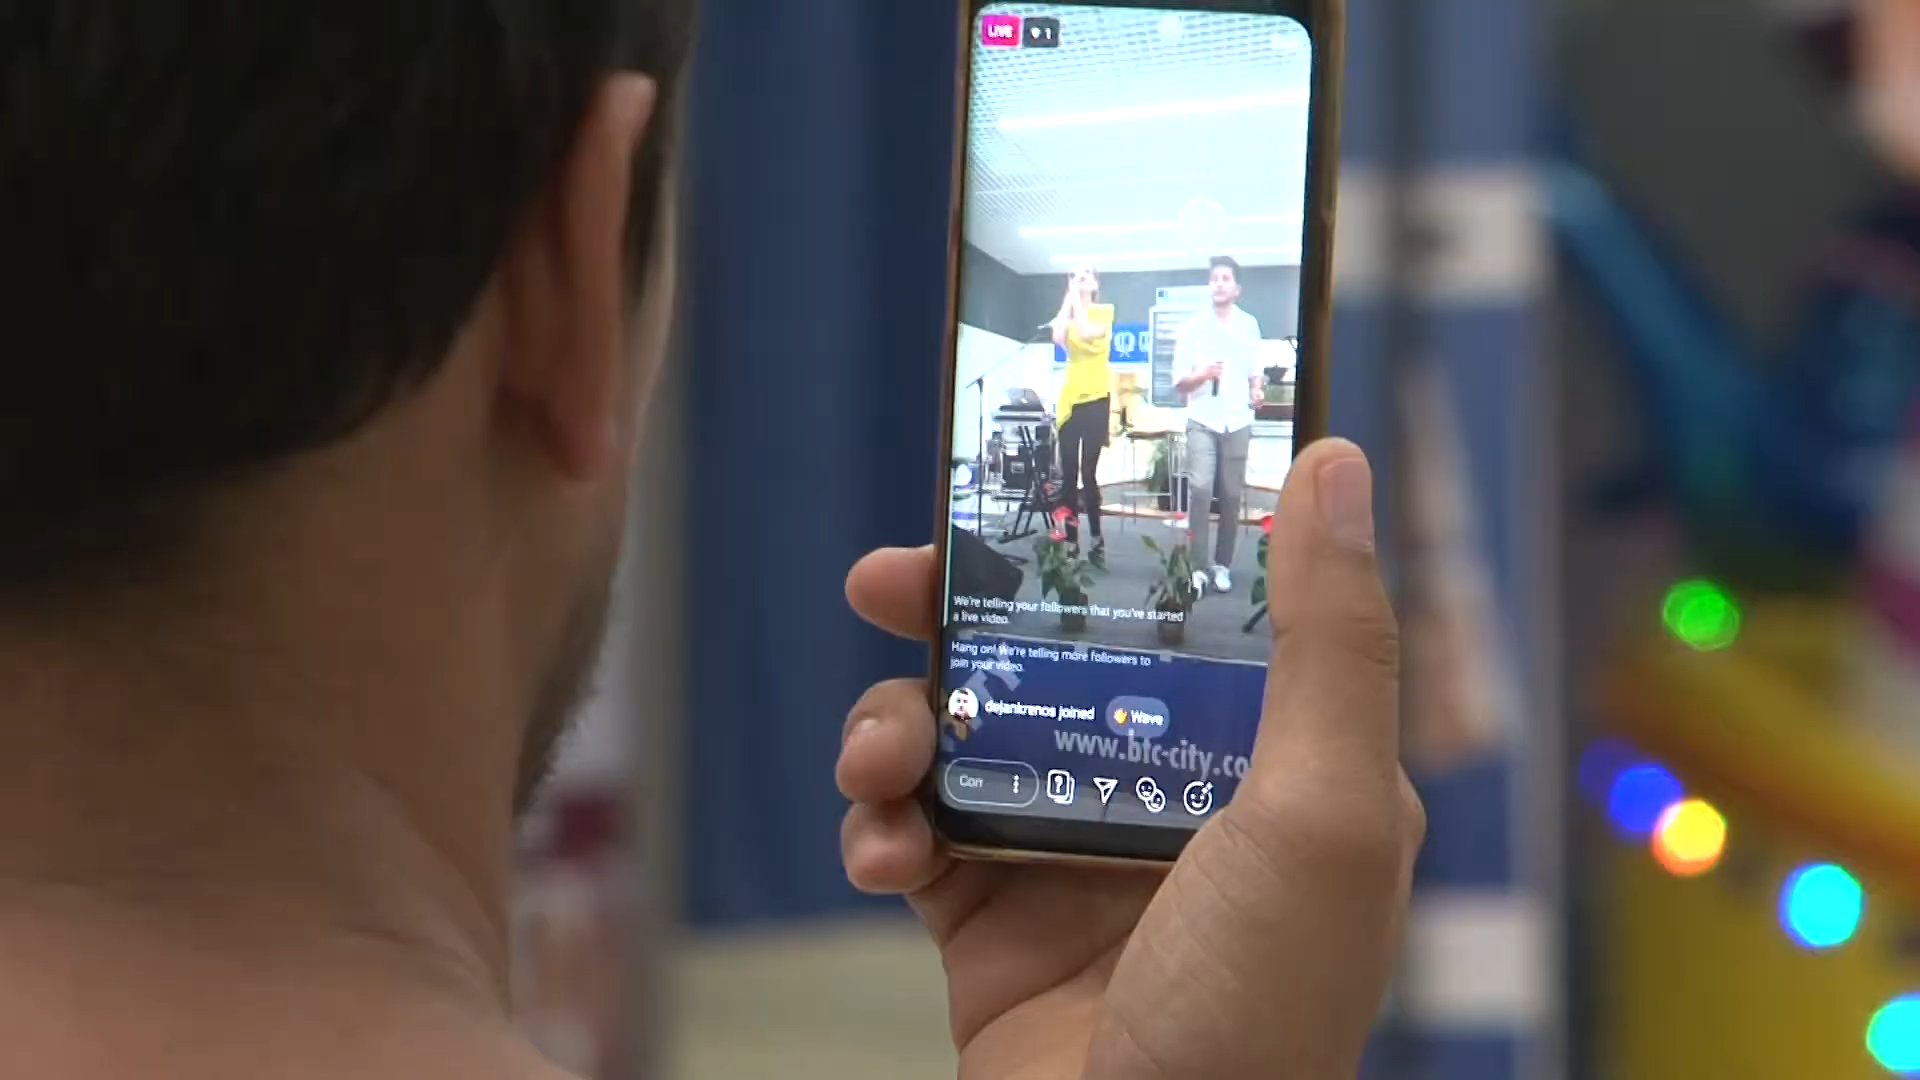 LIVE
1
We're telling your followers that you've started
a live video.
Hang on! We're telling more followers to
join your video.
dejankrenos joined
Wave
www.btc-city.co
Com